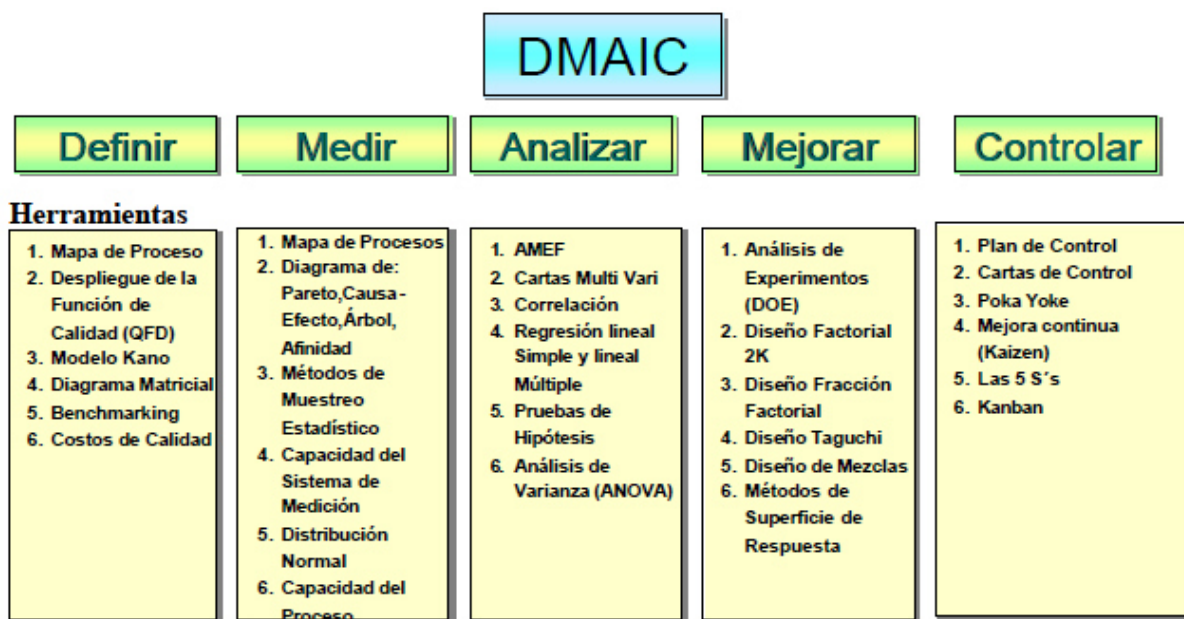 DMAIC
Definir
Medir
Analizar
Mejorar
Controlar
Herramientas
1. Mapa de Proceso
2. Despliegue de la
Función de
Calidad (QFD)
3. Modelo Kano
4. Diagrama Matricial
5. Benchmarking
6. Costos de Calidad
1. Mapa de Procesos
2. Diagrama de:
Pareto,Causa-
Efecto,Árbol,
Afinidad
3. Métodos de
Muestreo
Estadístico
4. Capacidad del
Sistema de
Medición
5. Distribución
Normal
6. Capacidad del
Proceso
1. AMEF
2. Cartas Multi Vari
3. Correlación
4. Regresión lineal
Simple y lineal
Múltiple
5. Pruebas de
Hipótesis
6. Análisis de
Varianza (ANOVA)
1. Análisis de
Experimentos
(DOE)
2. Diseño Factorial
2K
3. Diseño Fracción
Factorial
4. Diseño Taguchi
5. Diseño de Mezclas
6. Métodos de
Superficie de
Respuesta
1. Plan de Control
2. Cartas de Control
3. Poka Yoke
4. Mejora continua
(Kaizen)
5. Las 5 S´s
6. Kanban